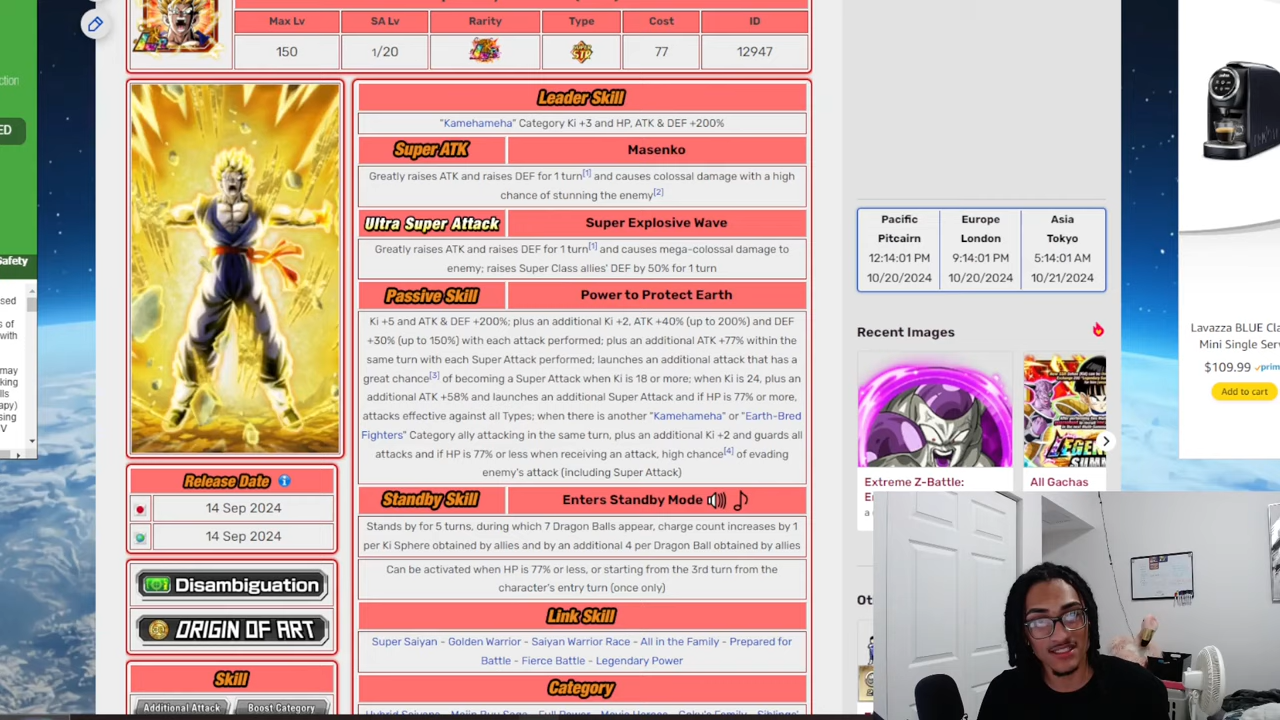 Max Lv SA Lv Rarity Type Cost ID
150 1/20 77 12947
Leader Skill
"Kamehameha" Category Ki +3 and HP, ATK & DEF +200%
Super ATK Masenko
Greatly raises ATK and raises DEF for 1 turn[1] and causes colossal damage with a high
chance of stunning the enemy[2]
Ultra Super Attack Super Explosive Wave
Greatly raises ATK and raises DEF for 1 turn[1] and causes mega-colossal damage to
enemy; raises Super Class allies' DEF by 50% for 1 turn
Passive Skill Power to Protect Earth
Ki +5 and ATK & DEF +200%; plus an additional Ki +2, ATK +40% (up to 200%) and DEF
+30% (up to 150%) with each attack performed; plus an additional ATK +77% within the
same turn with each Super Attack performed; launches an additional attack that has a
[3] of becoming a Super Attack when Ki is or more; when Ki is 24, plus an
additional ATK +58% and launches an additional Super Attack and if HP is 77% or more,
attacks effective against all Types; when there is another "Kamehameha" or "Earth-Bred
Fighters" Category ally attacking in the same turn, plus an additional Ki +2 and guards all
attacks and if HP is 77% or less when receiving an attack, high chance[4] of evading
enemy's attack (including Super Attack)
Standby Skill Enters Standby Mode
Stands by for 5 turns, during which 7 Dragon Balls appear, charge count increases by 1
per Ki Sphere obtained by allies and by an additional 4 per Dragon Ball obtained by allies
Can be activated when HP is 77% or less, or starting from the 3rd turn from the
character's entry turn (once only)
Link Skill
Super Saiyan - Golden Warrior - Saiyan Warrior Race - All in the Family - Prepared for
Battle - Fierce Battle - Legendary Power
Category
Release Date
14 Sep 2024
14 Sep 2024
Disambiguation
ORIGIN OF ART
Skill
Additional Attack Boost Category
Pacific Europe Asia
Pitcairn London Tokyo
12:14:01 PM 9:14:01 PM 5:14:01 AM
10/20/2024 10/20/2024 10/21/2024
Recent Images
Extreme Z-Battle:
All Gachas
Lavazza BLUE Cla
Mini Single Serv
$109.99 prim
Add to cart
ction
ED
Safety
sed
s of
with
may
king
lls
apy)
sing
V